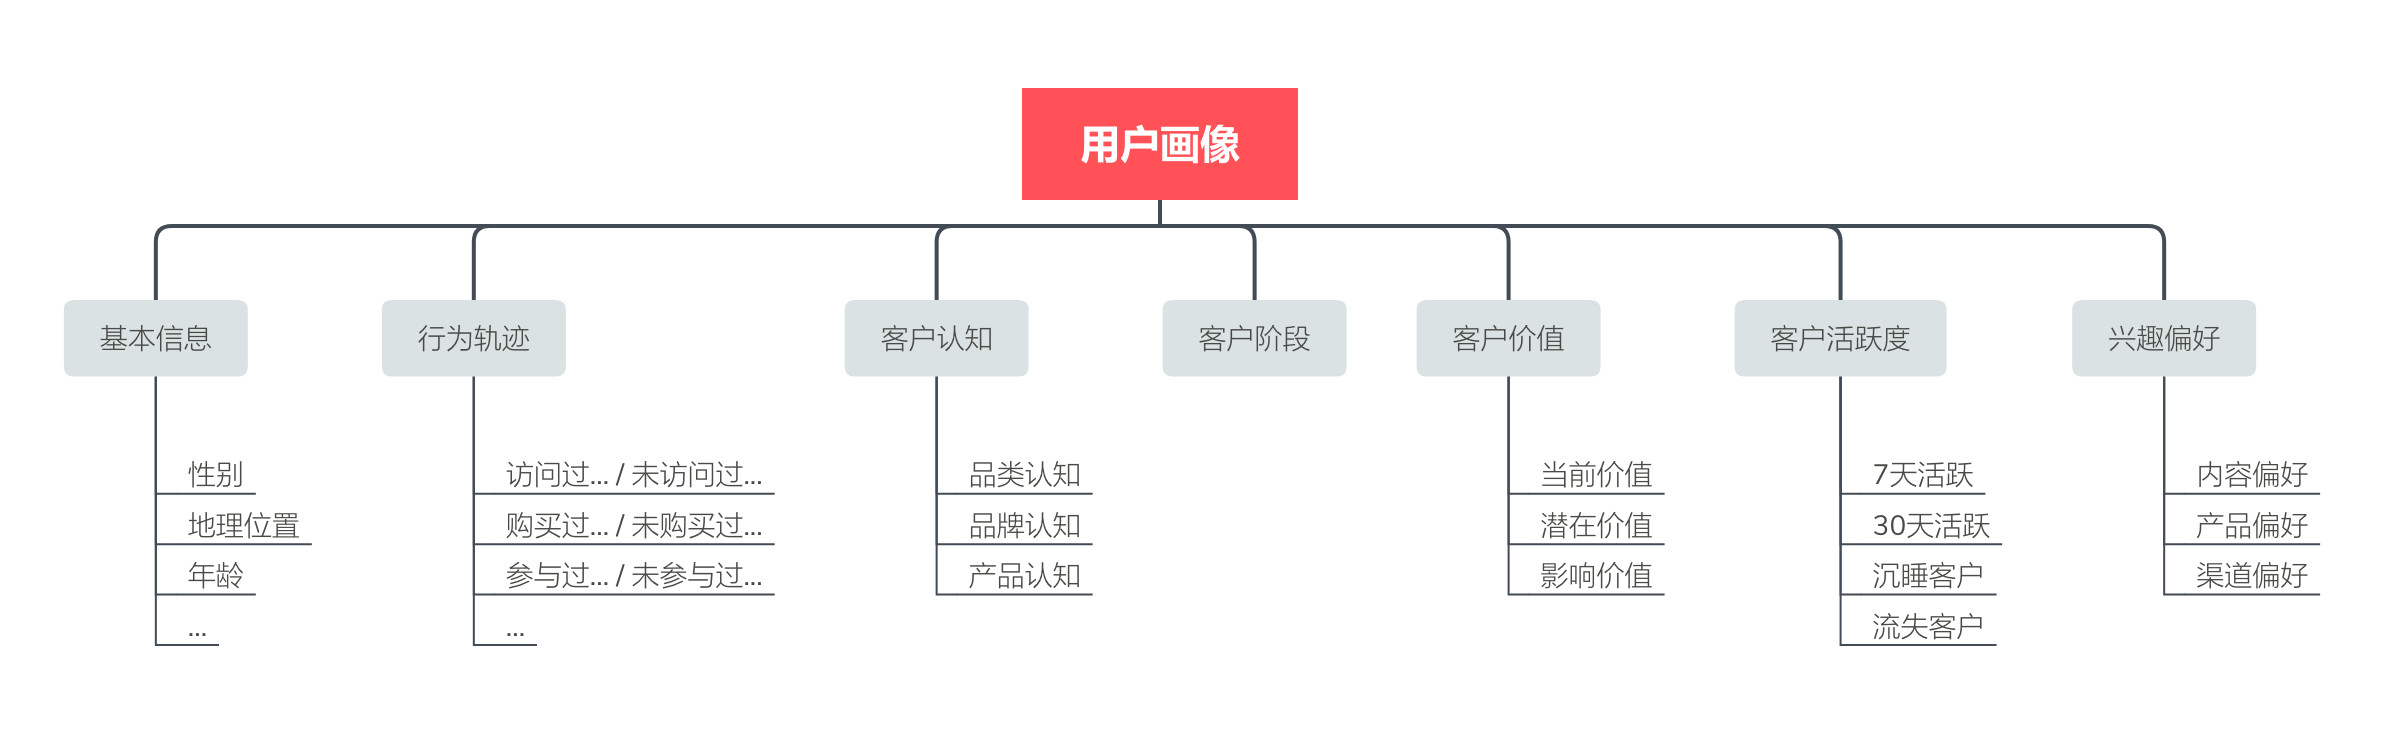 用户画像
基本信息
行为轨迹
客户认知
客户阶段
客户价值
客户活跃度
兴趣偏好
性别
地理位置
年龄
...
访问过... / 未访问过...
购买过... / 未购买过...
参与过... / 未参与过...
...
品类认知
品牌认知
产品认知
当前价值
潜在价值
影响价值
7天活跃
30天活跃
沉睡客户
流失客户
内容偏好
产品偏好
渠道偏好